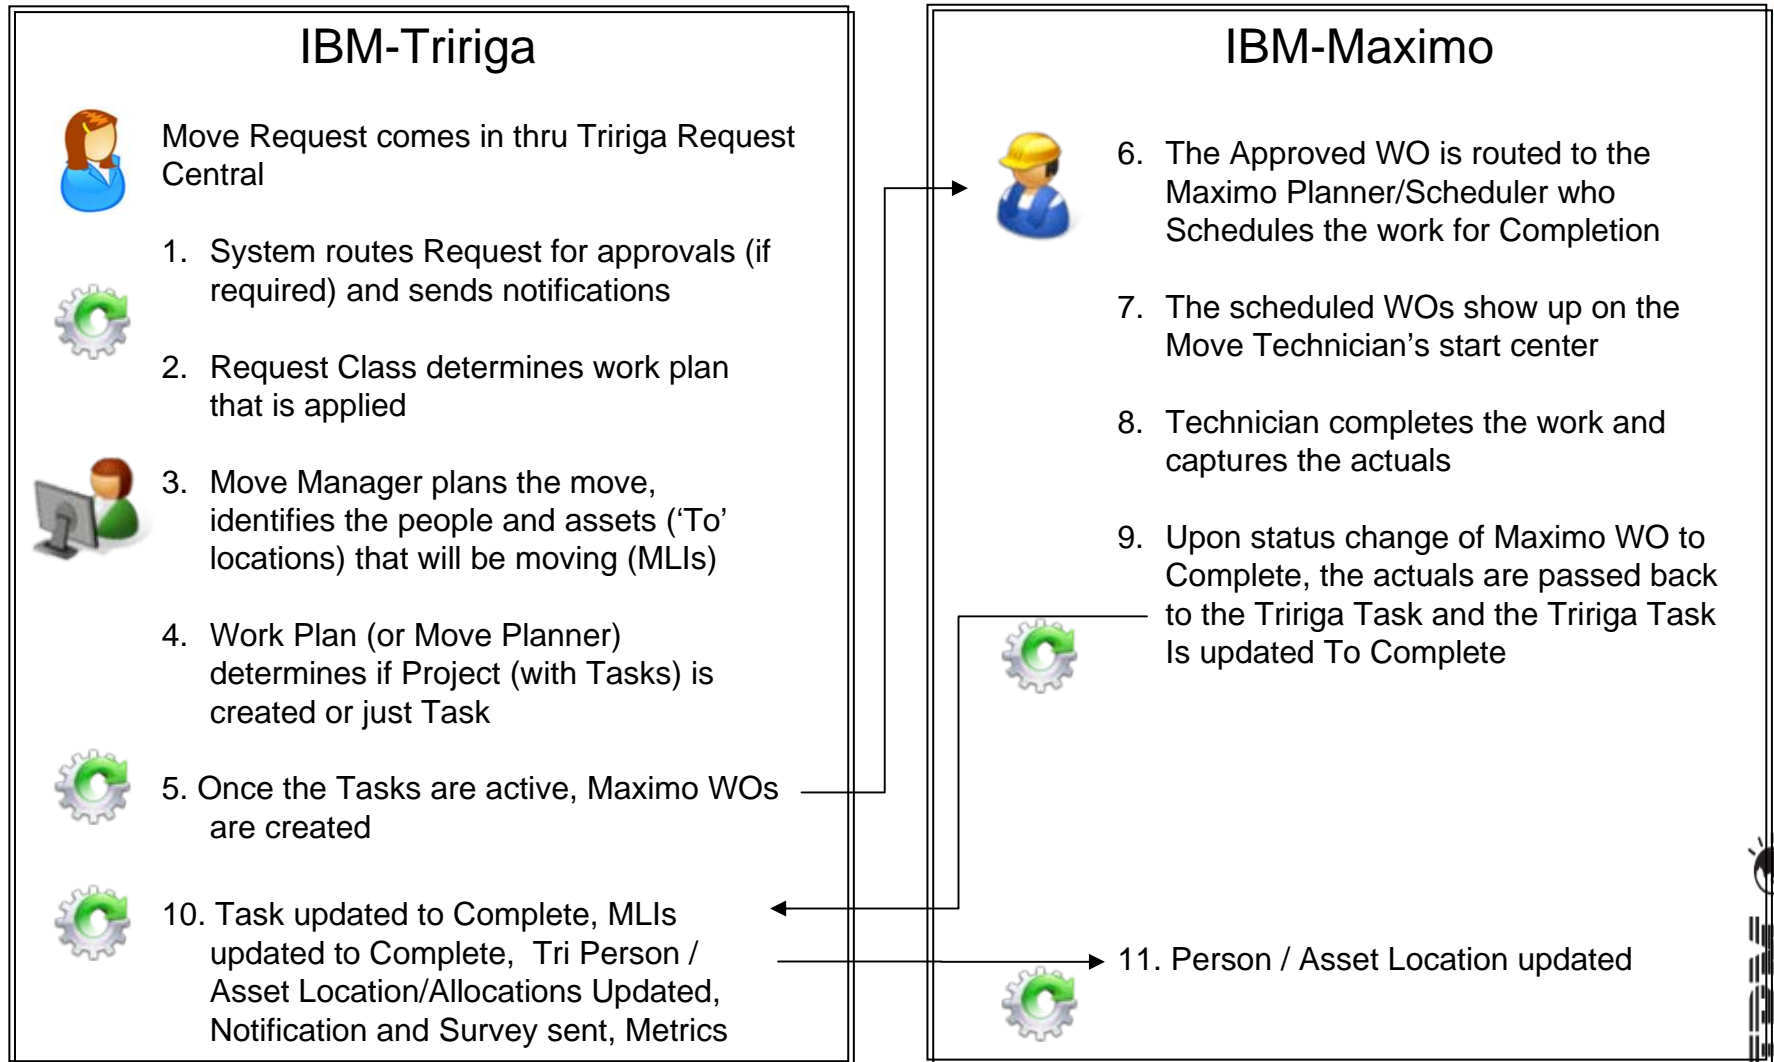 IBM-Tririga
Move Request comes in thru Tririga Request
Central
1. System routes Request for approvals (if
required) and sends notifications
2. Request Class determines work plan
that is applied
3. Move Manager plans the move,
identifies the people and assets (‘To’
locations) that will be moving (MLIs)
4. Work Plan (or Move Planner)
determines if Project (with Tasks) is
created or just Task
5. Once the Tasks are active, Maximo WOs
are created
10. Task updated to Complete, MLIs
updated to Complete, Tri Person /
Asset Location/Allocations Updated,
Notification and Survey sent, Metrics
IBM-Maximo
6. The Approved WO is routed to the
Maximo Planner/Scheduler who
Schedules the work for Completion
7. The scheduled WOs show up on the
Move Technician’s start center
8. Technician completes the work and
captures the actuals
9. Upon status change of Maximo WO to
Complete, the actuals are passed back
to the Tririga Task and the Tririga Task
Is updated To Complete
11. Person / Asset Location updated